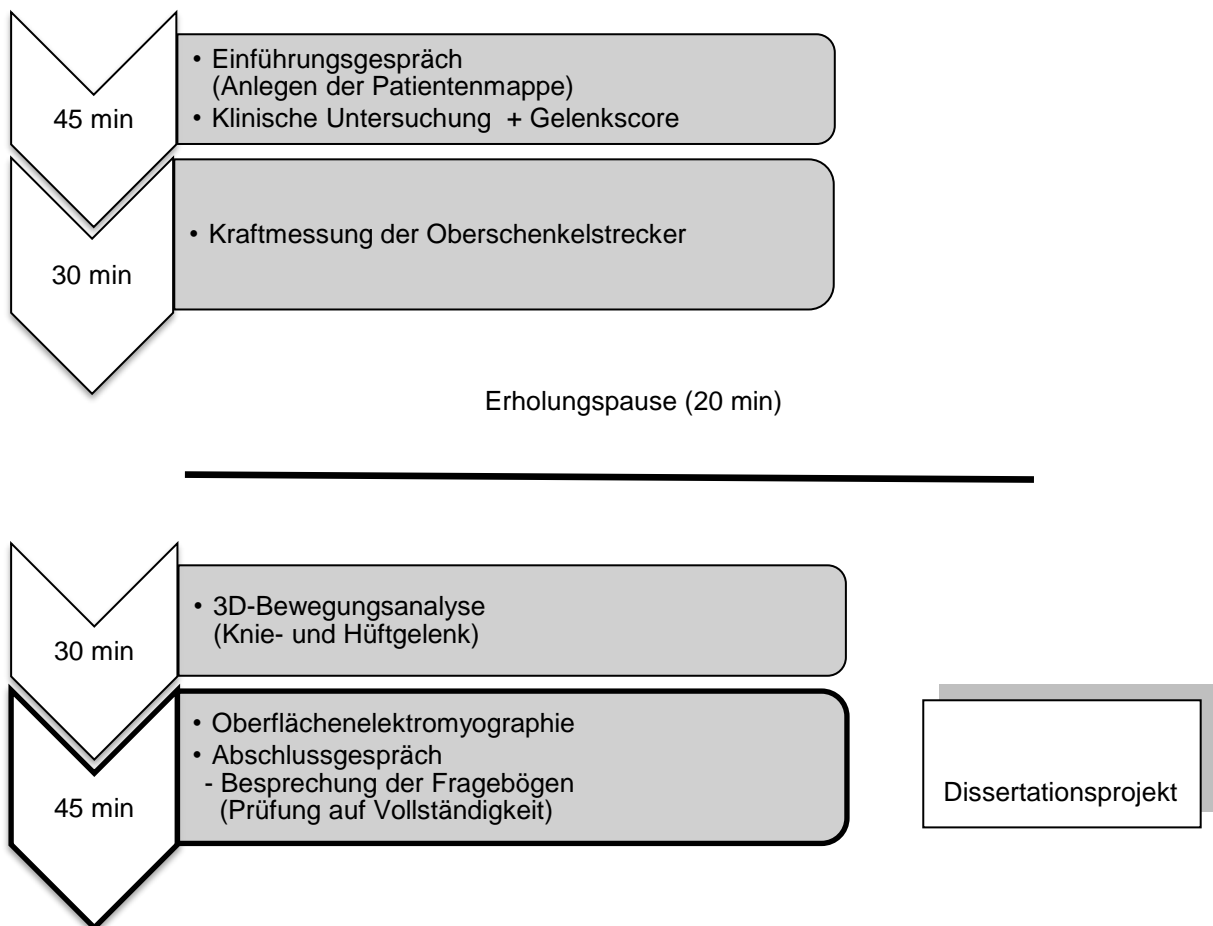 • Einführungsgespräch
(Anlegen der Patientenmappe)
45 min
• Klinische Untersuchung + Gelenkscore
• Kraftmessung der Oberschenkelstrecker
30 min
Erholungspause (20 min)
• 3D-Bewegungsanalyse
(Knie- und Hüftgelenk)
30 min
• Oberflächenelektromyographie
• Abschlussgespräch
- Besprechung der Fragebögen
(Prüfung auf Vollständigkeit)
45 min
Dissertationsprojekt